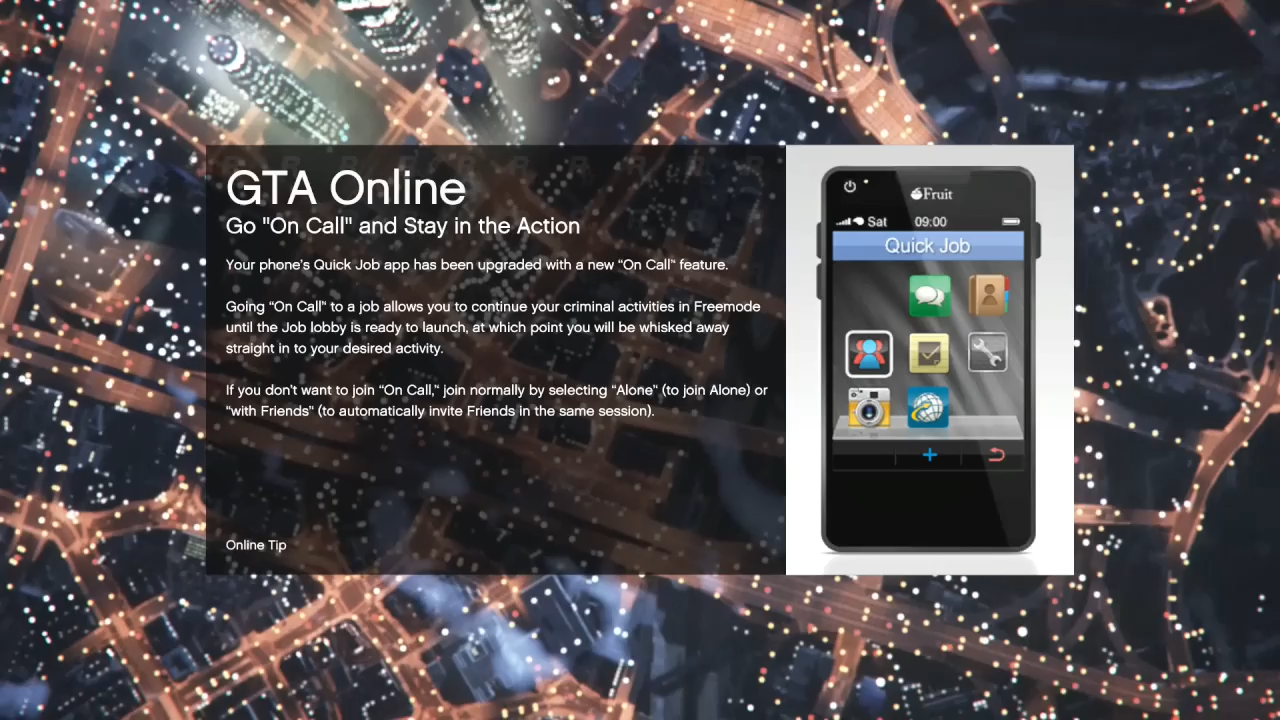 GTA Online
Go "On Call" and Stay in the Action
Your phone's Quick Job app has been upgraded with a new "On Call" feature.
Going "On Call" to a job allows you to continue your criminal activities in Freemode
until the Job lobby is ready to launch, at which point you will be whisked away
straight in to your desired activity.
If you don't want to join "On Call," join normally by selecting "Alone" (to join Alone) or
"with Friends" (to automatically invite Friends in the same session).
Online Tip
Fruit
Sat 09:00
Quick Job